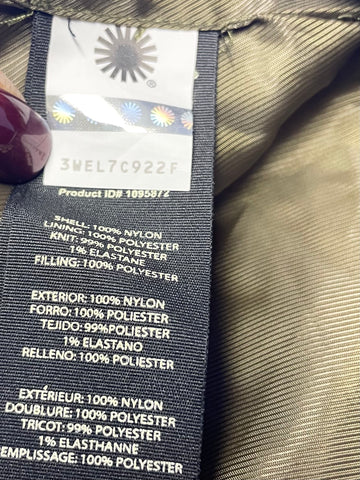 3WEL7C922F
Product ID# 1095872
SHELL: 100% NYLON
LINING: 100% POLYESTER
KNIT: 99% POLYESTER
1% ELASTANE
FILLING: 100% POLYESTER
EXTERIOR: 100% NYLON
FORRO: 100% POLIESTER
TEJIDO: 99%POLIESTER
1% ELASTANO
RELLENO: 100% POLIESTER
EXTÉRIEUR: 100% NYLON
DOUBLURE: 100% POLYESTER
TRICOT: 99% POLYESTER
1% ELASTHANNE
EMPLISSAGE: 100% POLYESTER